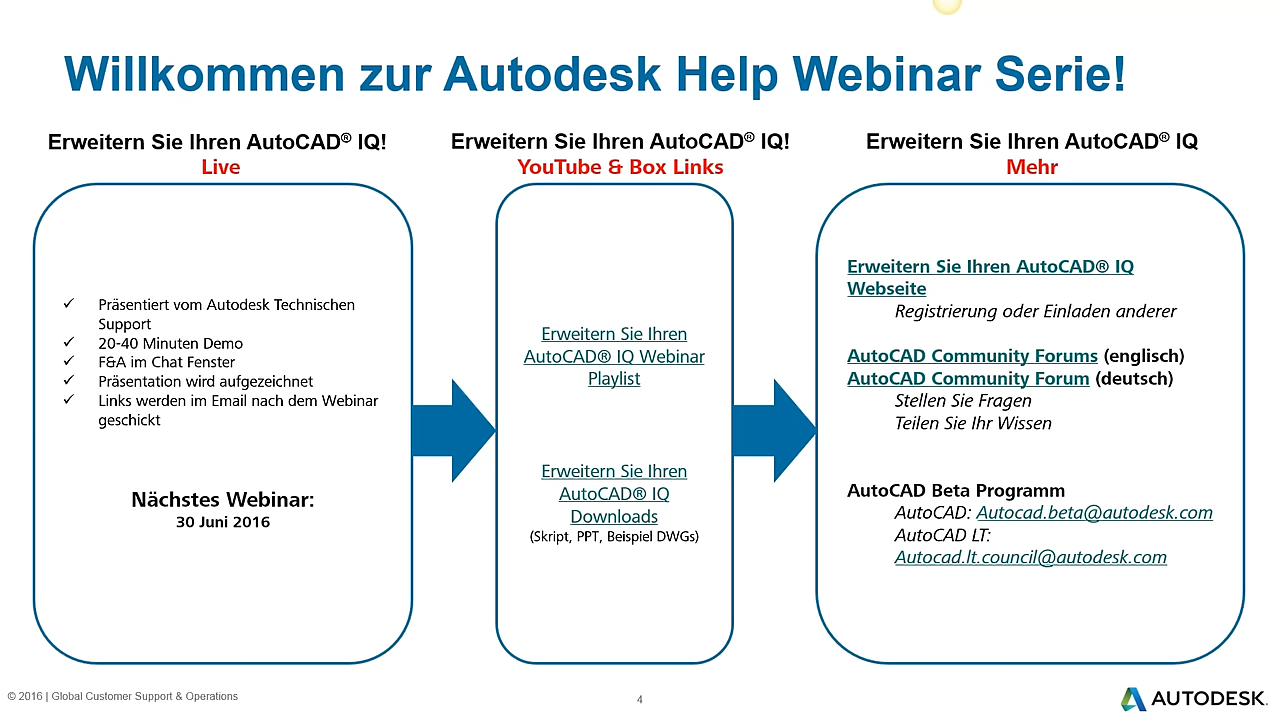 Willkommen zur Autodesk Help Webinar Serie!
Erweitern Sie Ihren AutoCAD® IQ!
Live
Präsentiert vom Autodesk Technischen
Support
20-40 Minuten Demo
F&A im Chat Fenster
Präsentation wird aufgezeichnet
Links werden im Email nach dem Webinar
geschickt
Nächstes Webinar:
30 Juni 2016
Erweitern Sie Ihren AutoCAD® IQ!
YouTube & Box Links
Erweitern Sie Ihren
AutoCAD® IQ Webinar
Playlist
Erweitern Sie Ihren
AutoCAD® IQ
Downloads
(Skript, PPT, Beispiel DWGs)
Erweitern Sie Ihren AutoCAD® IQ
Mehr
Erweitern Sie Ihren AutoCAD® IQ
Webseite
Registrierung oder Einladen anderer
AutoCAD Community Forums (englisch)
AutoCAD Community Forum (deutsch)
Stellen Sie Fragen
Teilen Sie Ihr Wissen
AutoCAD Beta Programm
AutoCAD: Autocad.beta@autodesk.com
AutoCAD LT:
Autocad.lt.council@autodesk.com
© 2016 | Global Customer Support & Operations
4
AUTODESK.